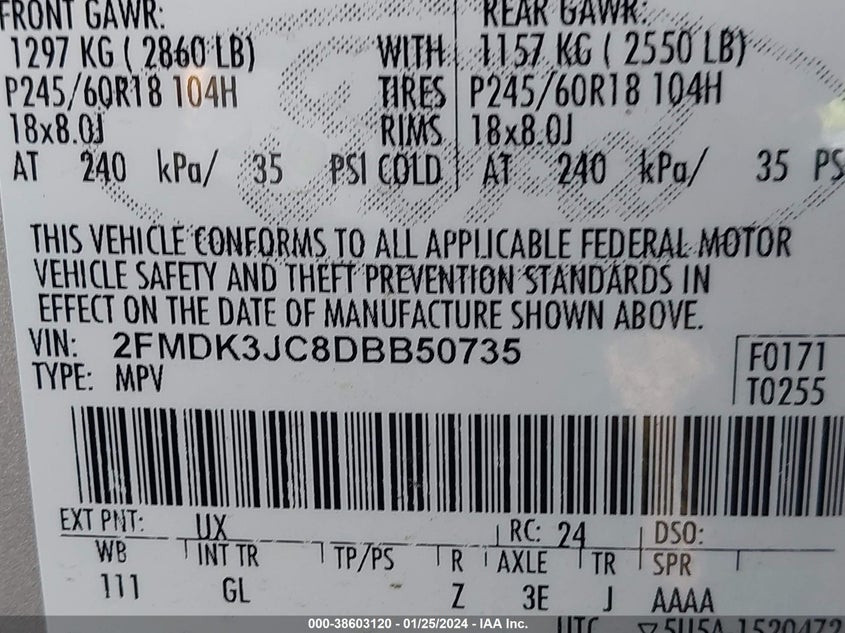 FRONT GAWR: REAR GAWR:
1297 KG ( 2860 LB) WITH 1157 KG ( 2550 LB)
P245/60R18 104H TIRES P245/60R18 104H
18x8.0J RIMS 18x8.0J
AT 240 kPa/ 35 PSI COLD AT 240 kPa/ 35 PS
THIS VEHICLE CONFORMS TO ALL APPLICABLE FEDERAL MOTOR
VEHICLE SAFETY AND THEFT PREVENTION STANDARDS IN
EFFECT ON THE DATE OF MANUFACTURE SHOWN ABOVE.
VIN: 2FMDK3JC8DBB50735 F0171
TYPE: MPV T0255
EXT PNT: UX RC: 24 DSO:
WB INT TR TP/PS R AXLE TR SPR
111 GL Z 3E J AAAA
UTC ▽5U5A 1520472
000-38603120 - 01/25/2024 - IAA Inc.